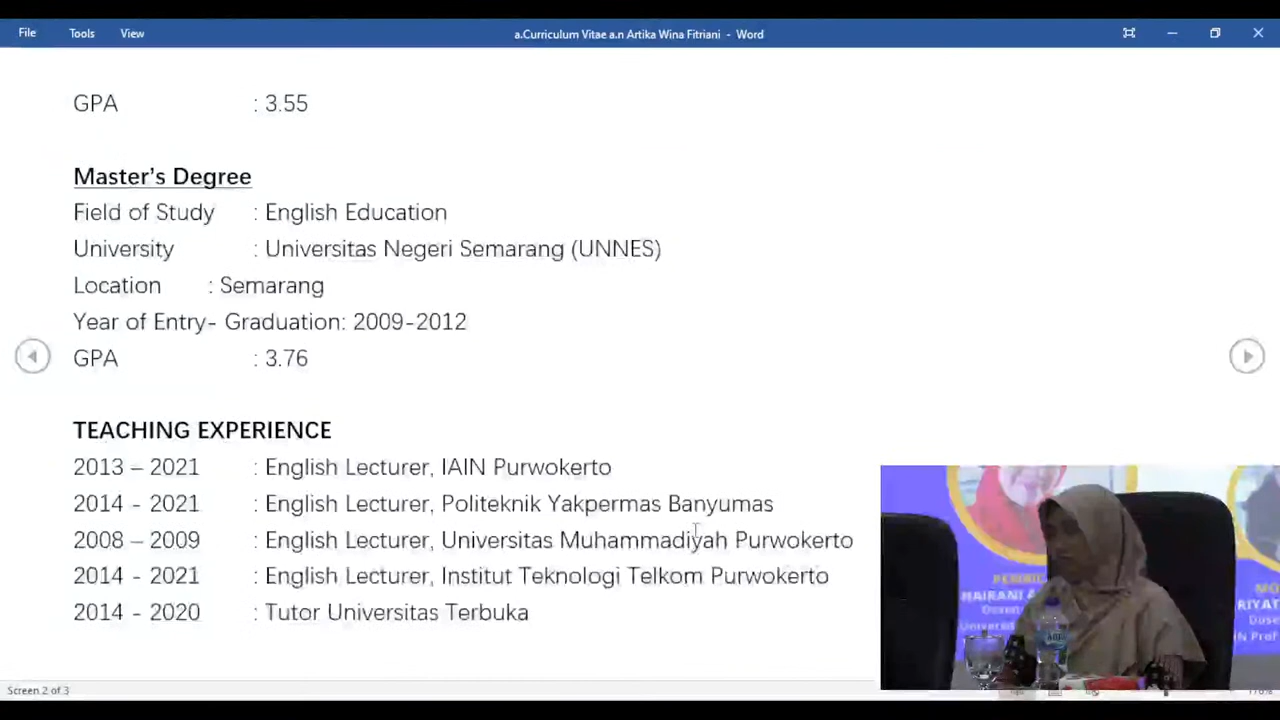 File Tools View a.Curriculum Vitae a.n Artika Wina Fitriani - Word
GPA : 3.55
Master's Degree
Field of Study : English Education
University : Universitas Negeri Semarang (UNNES)
Location : Semarang
Year of Entry- Graduation: 2009-2012
GPA : 3.76
TEACHING EXPERIENCE
2013 – 2021 : English Lecturer, IAIN Purwokerto
2014 - 2021 : English Lecturer, Politeknik Yakpermas Banyumas
2008 – 2009 : English Lecturer, Universitas Muhammadiyah Purwokerto
2014 - 2021 : English Lecturer, Institut Teknologi Telkom Purwokerto
2014 - 2020 : Tutor Universitas Terbuka
HAIRANI
Screen 2 of 3